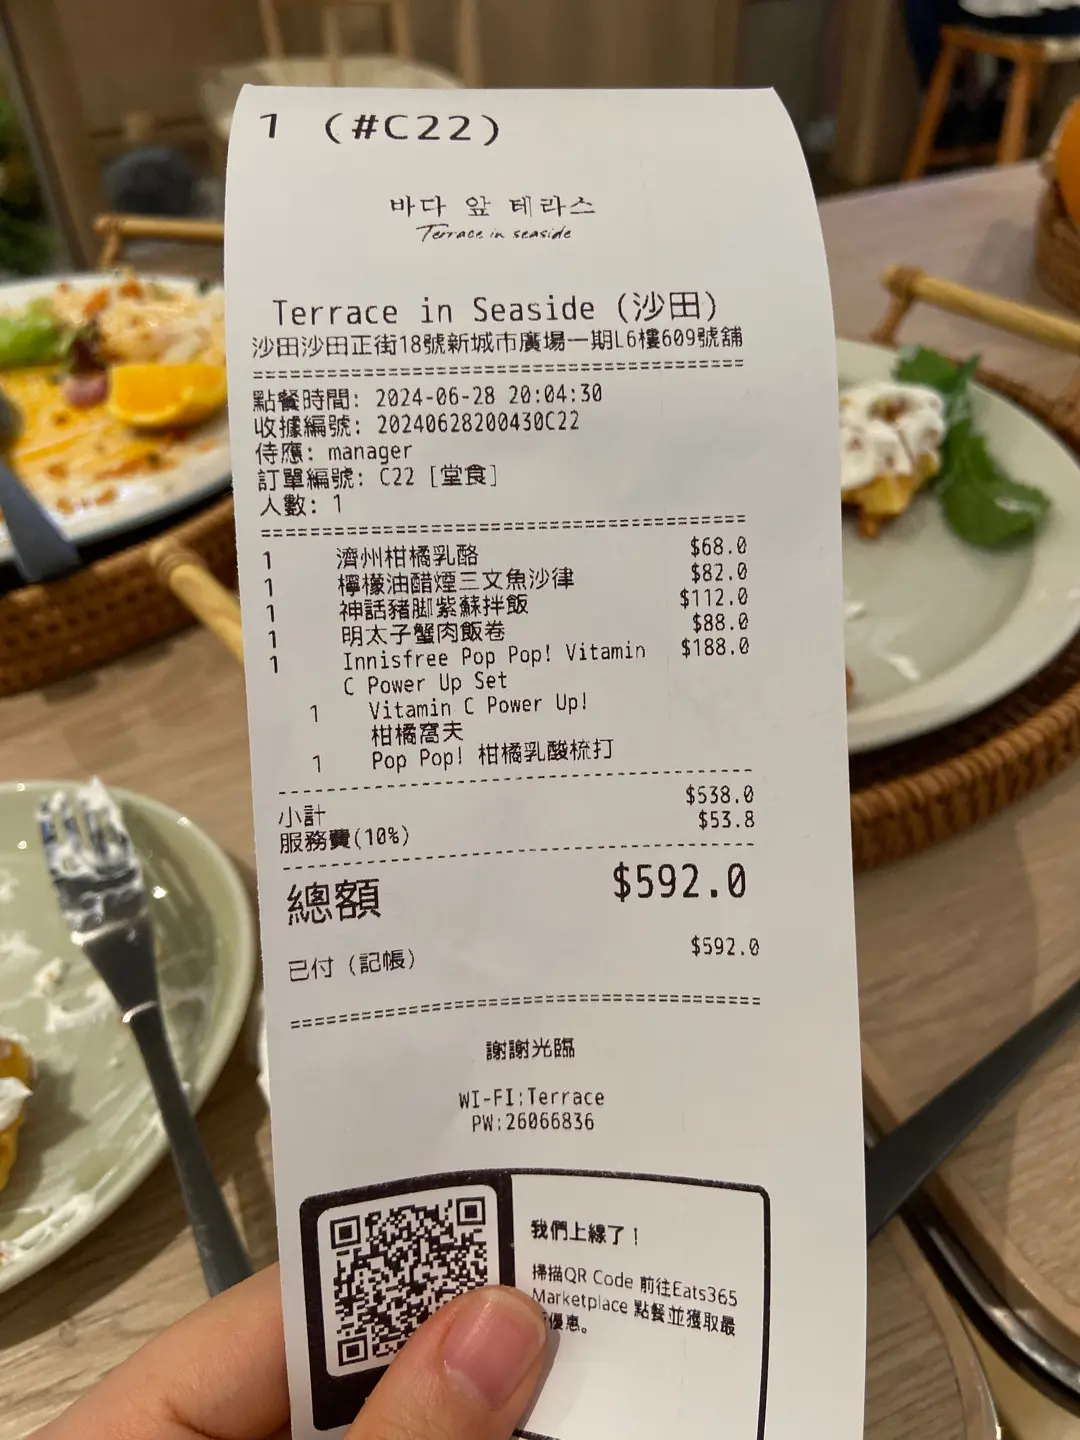 1 (#C22)
바다 앞 테라스
Terrace in seaside
Terrace in Seaside (沙田)
沙田沙田正街18號新城市廣場一期L6樓609號舖
================================================
點餐時間: 2024-06-28 20:04:30
收據編號: 20240628200430C22
侍應: manager
訂單編號: C22 [堂食]
人數: 1
================================================
1 濟州柑橘乳酪 $68.0
1 檸檬油醋煙三文魚沙律 $82.0
1 神話豬脚紫蘇拌飯 $112.0
1 明太子蟹肉飯卷 $88.0
1 Innisfree Pop Pop! Vitamin $188.0
C Power Up Set
1 Vitamin C Power Up!
柑橘窩夫
1 Pop Pop! 柑橘乳酸梳打
------------------------------------------------
小計 $538.0
服務費(10%) $53.8
------------------------------------------------
總額 $592.0
已付 (記帳) $592.0
================================================
謝謝光臨
WI-FI:Terrace
PW:26066836
我們上線了！
掃描QR Code 前往Eats365
Marketplace 點餐並獲取最
優惠。